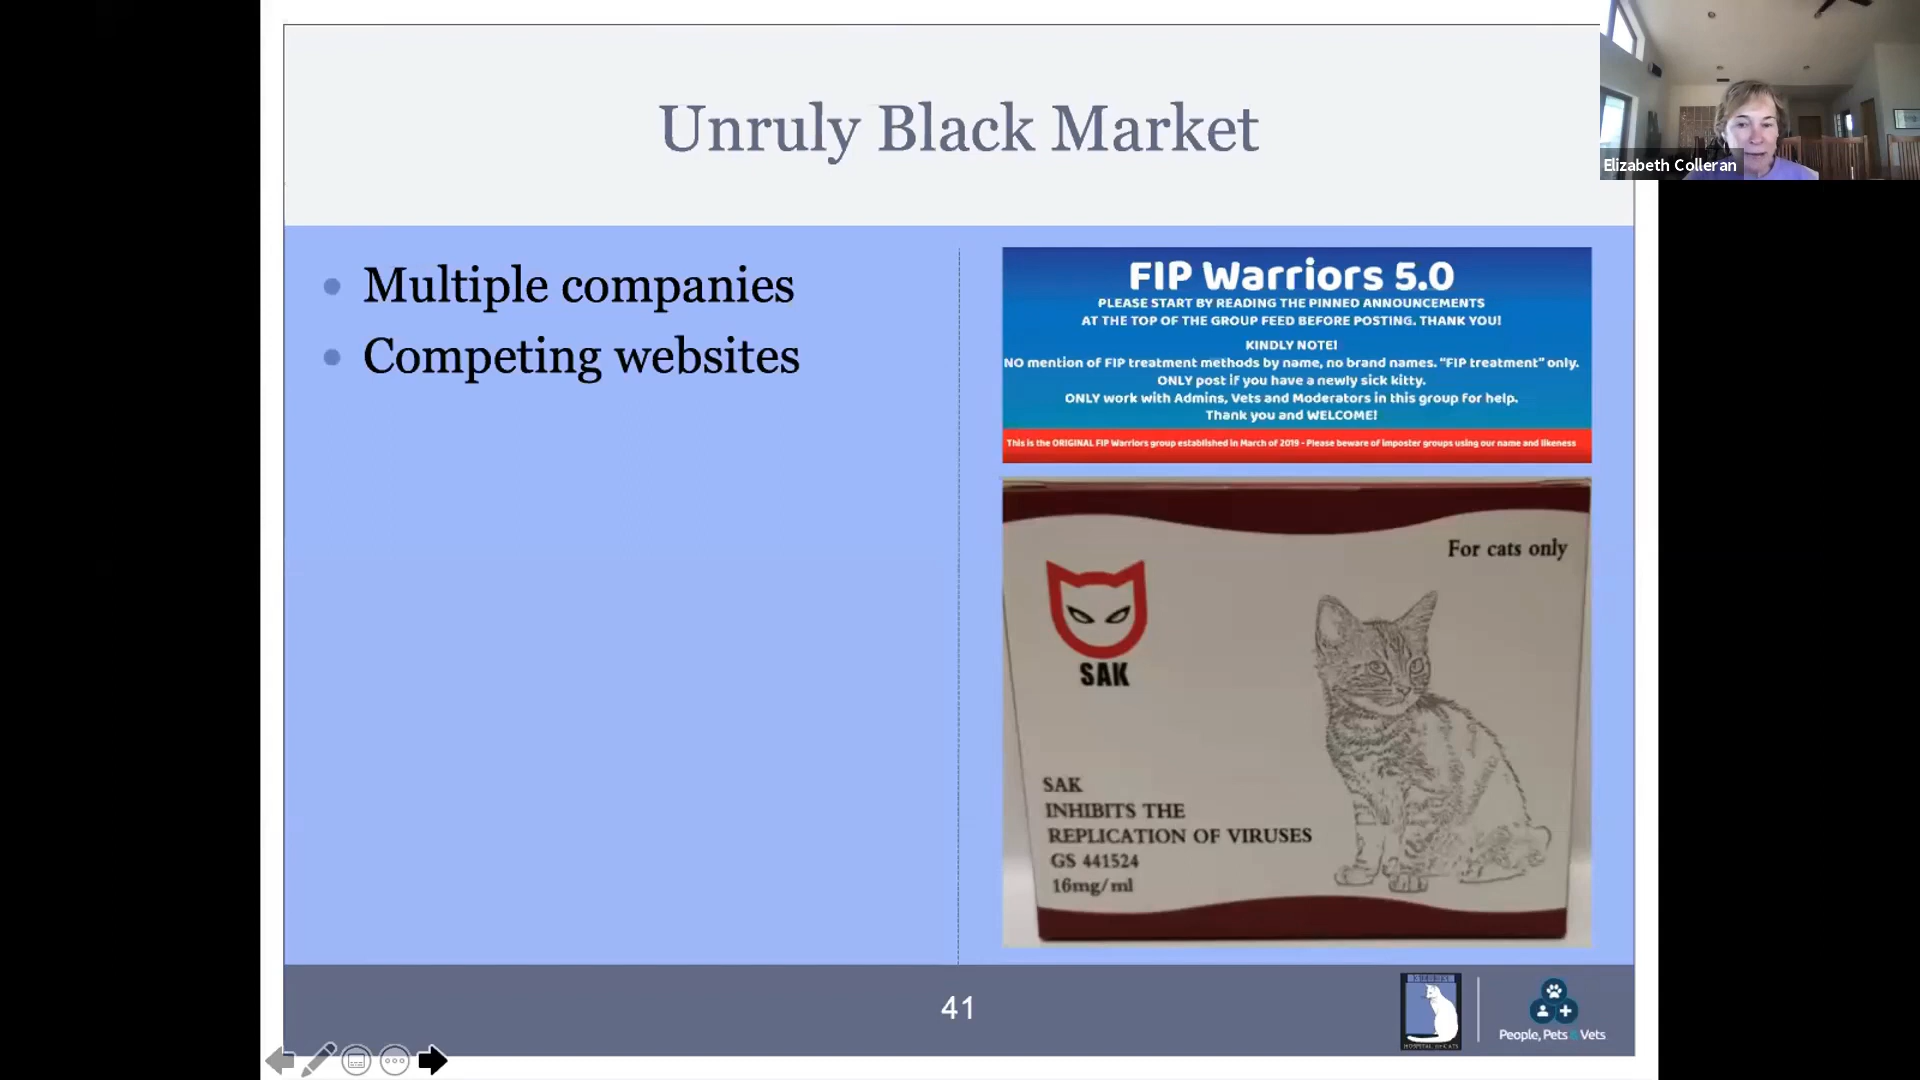 Unruly Black Market
Elizabeth Colleran
Multiple companies
Competing websites
FIP Warriors 5.0
PLEASE START BY READING THE PINNED ANNOUNCEMENTS
AT THE TOP OF THE GROUP FEED BEFORE POSTING. THANK YOU!
KINDLY NOTE!
NO mention of FIP treatment methods by name, no brand names. "FIP treatment" only.
ONLY post if you have a newly sick kitty.
ONLY work with Admins, Vets and Moderators in this group for help.
Thank you and WELCOME!
This is the ORIGINAL FIP Warriors group established in March of 2019 - Please beware of imposter groups using our name and likeness
For cats only
SAK
SAK
INHIBITS THE
REPLICATION OF VIRUSES
GS 441524
16mg/ml
41
HOSPITAL for CATS
People, Pets & Vets